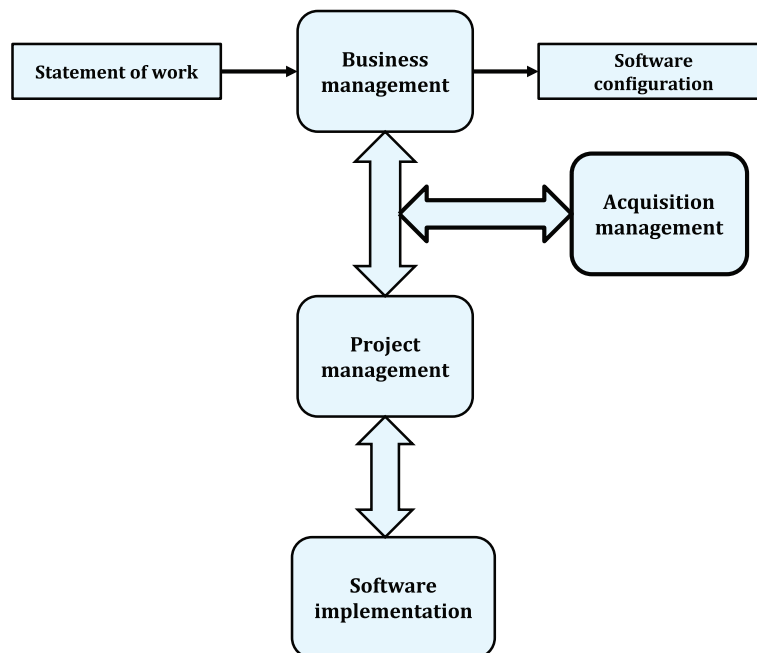 Statement of work
Business
management
Software
configuration
Acquisition
management
Project
management
Software
implementation